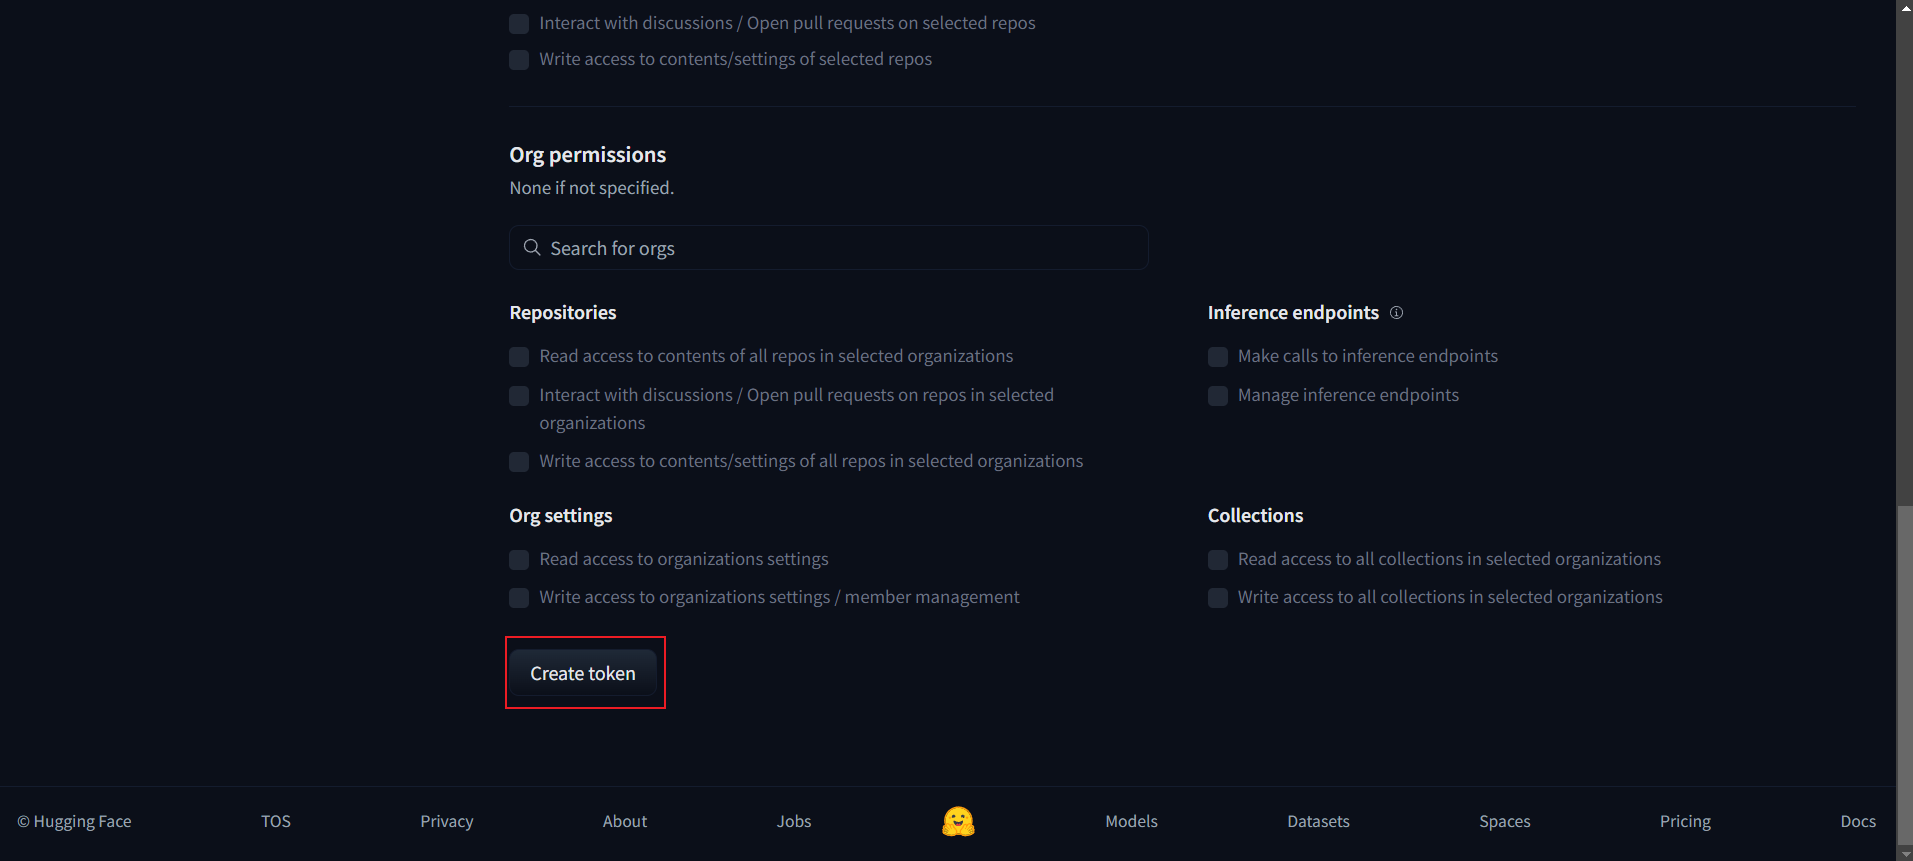 Interact with discussions / Open pull requests on selected repos
Write access to contents/settings of selected repos
Org permissions
None if not specified.
Search for orgs
Repositories
Read access to contents of all repos in selected organizations
Interact with discussions / Open pull requests on repos in selected
organizations
Write access to contents/settings of all repos in selected organizations
Inference endpoints
Make calls to inference endpoints
Manage inference endpoints
Org settings
Read access to organizations settings
Write access to organizations settings / member management
Collections
Read access to all collections in selected organizations
Write access to all collections in selected organizations
Create token
© Hugging Face TOS Privacy About Jobs Models Datasets Spaces Pricing Docs